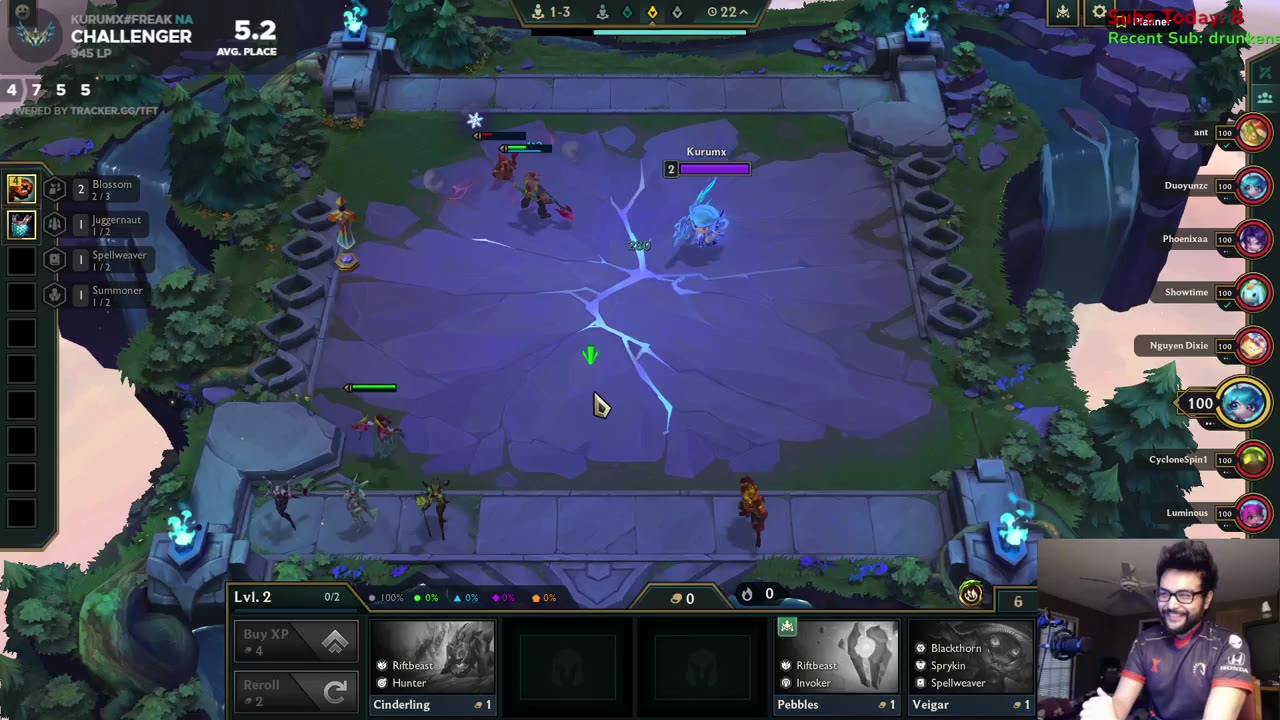 KURUMX#FREAK NA
CHALLENGER
945 LP
5.2
AVG. PLACE
4 7 5 5
WERED BY TRACKER.GG/TFT
1-3
22
Planner
Subs Today: 8
Recent Sub: drunkens
2 Blossom
2 / 3
1 Juggernaut
1 / 2
1 Spellweaver
1 / 2
1 Summoner
1 / 2
Kurumx
2
ant 100
Duoyunzc 100
Phoenixaa 100
Showtime 100
Nguyen Dixie 100
100
CycloneSpin1 100
Luminous 100
Lvl. 2 0/2
100% 0% 0% 0% 0%
0
0
6
Buy XP
4
Reroll
2
Riftbeast
Hunter
Cinderling 1
Riftbeast
Invoker
Pebbles 1
Blackthorn
Sprykin
Spellweaver
Veigar 1
HONDA